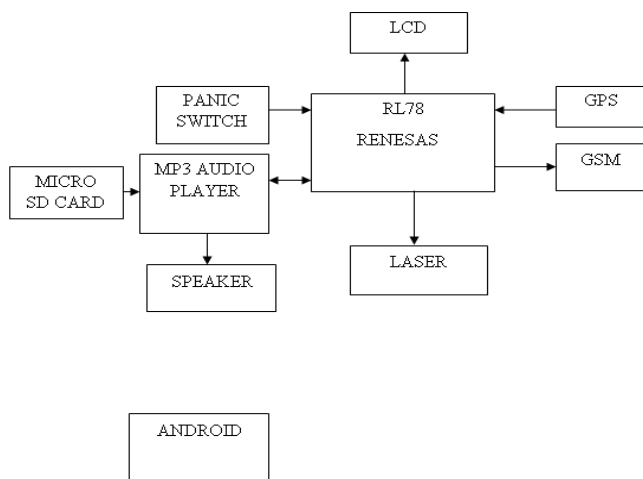 LCD
PANIC
SWITCH
RL78
RENESAS
GPS
GSM
MP3 AUDIO
PLAYER
MICRO
SD CARD
SPEAKER
LASER
ANDROID